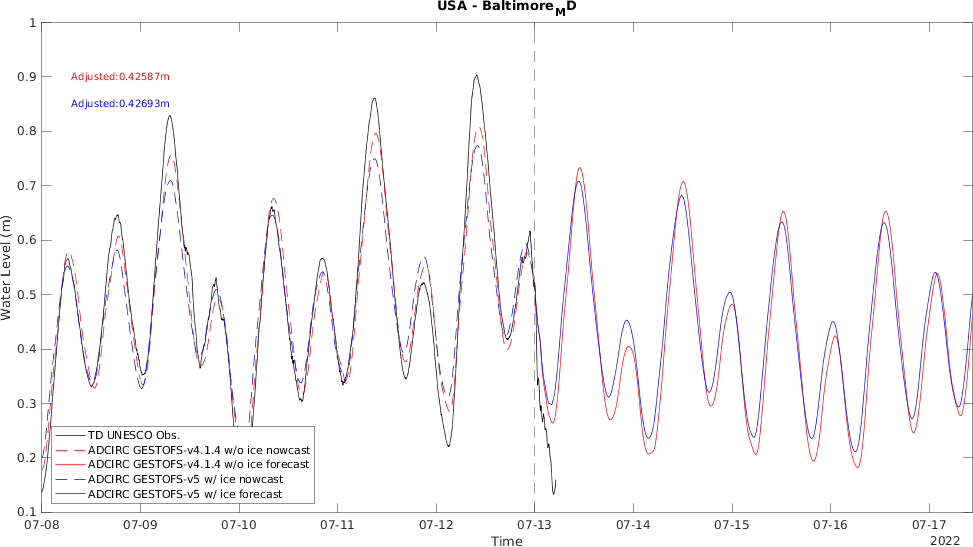 USA - BaltimoreMD
1
0.9
0.8
0.7
0.6
0.5
0.4
0.3
0.2
0.1
Water Level (m)
Adjusted:0.42587m
Adjusted:0.42693m
TD UNESCO Obs.
ADCIRC GESTOFS-v4.1.4 w/o ice nowcast
ADCIRC GESTOFS-v4.1.4 w/o ice forecast
ADCIRC GESTOFS-v5 w/ ice nowcast
ADCIRC GESTOFS-v5 w/ ice forecast
07-08 07-09 07-10 07-11 07-12 07-13 07-14 07-15 07-16 07-17
Time
2022